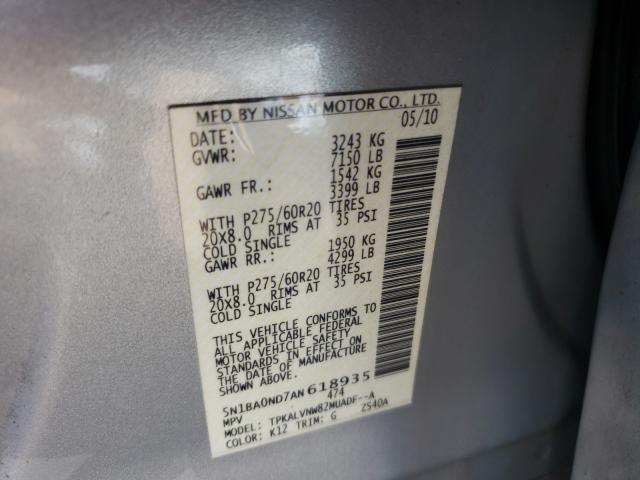 MFD BY NISSAN MOTOR CO., LTD.
DATE: 05/10
GVWR: 3243 KG
7150 LB
GAWR FR.: 1542 KG
3399 LB
WITH P275/60R20 TIRES
20X8.0 RIMS AT 35 PSI
COLD SINGLE
GAWR RR.: 1950 KG
4299 LB
WITH P275/60R20 TIRES
20X8.0 RIMS AT 35 PSI
COLD SINGLE
THIS VEHICLE CONFORMS TO
ALL APPLICABLE FEDERAL
MOTOR VEHICLE SAFETY
STANDARDS IN EFFECT ON
THE DATE OF MANUFACTURE
SHOWN ABOVE.
5N1BA0ND7AN618935
MPV 474
MODEL: TPKALVNW82MUADF--A
COLOR: K12 TRIM: G ZS40A